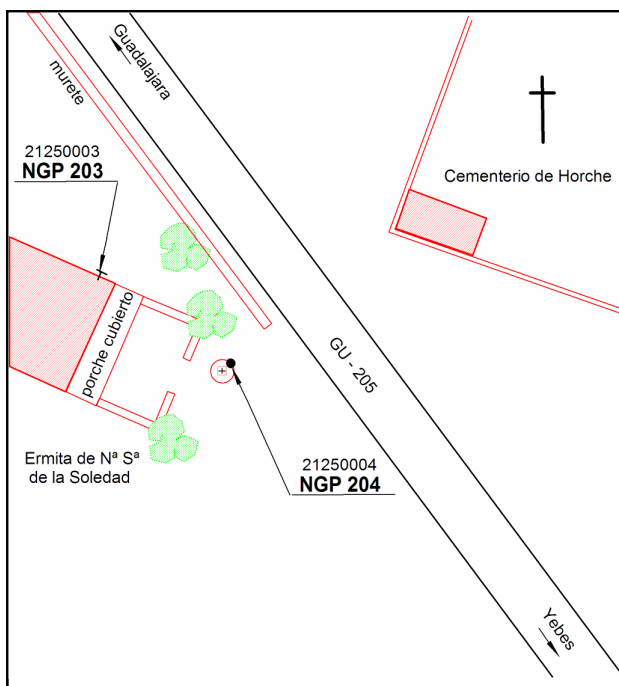 Guadalajara
murete
21250003
NGP 203
Cementerio de Horche
porche cubierto
GU - 205
Ermita de Nª Sª
de la Soledad
21250004
NGP 204
Yebes